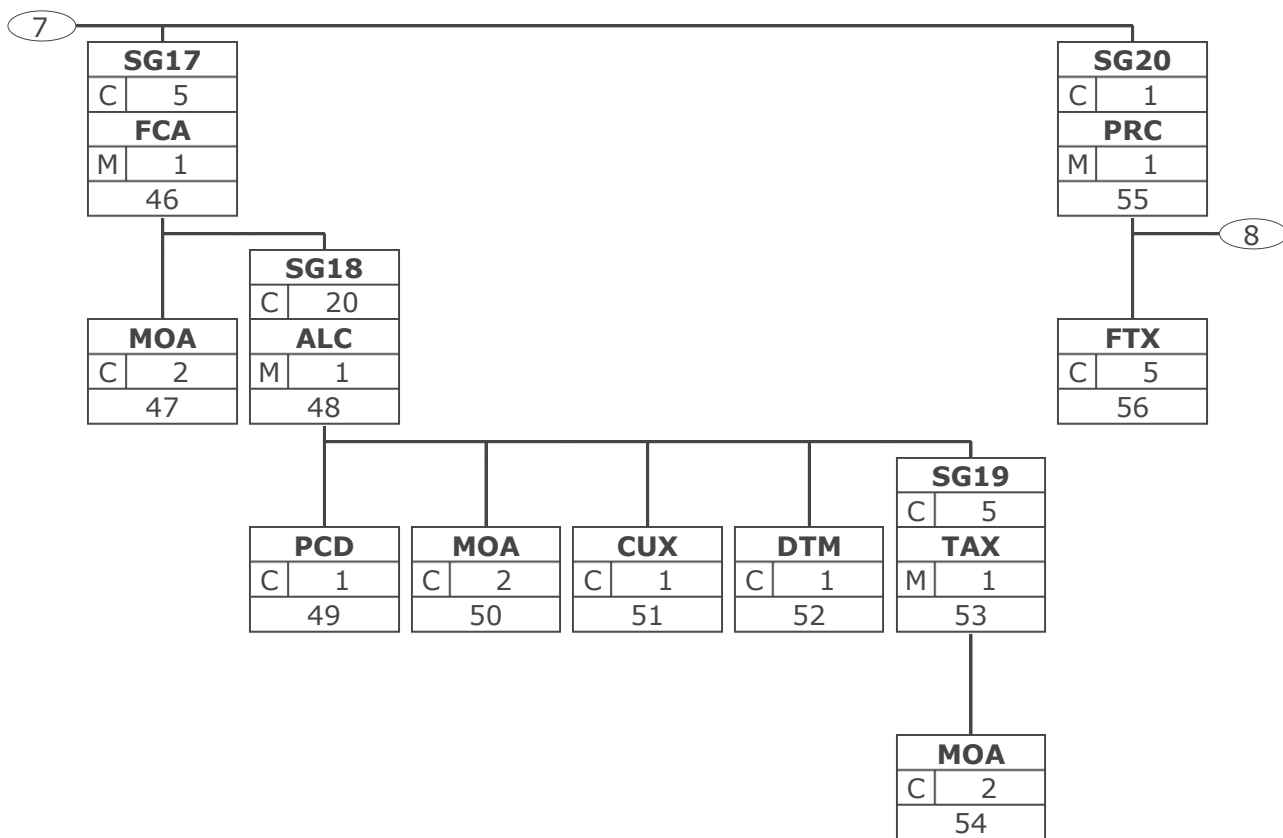 7
SG17
C 5
FCA
M 1
46
SG20
C 1
PRC
M 1
55
8
MOA
C 2
47
SG18
C 20
ALC
M 1
48
FTX
C 5
56
PCD
C 1
49
MOA
C 2
50
CUX
C 1
51
DTM
C 1
52
SG19
C 5
TAX
M 1
53
MOA
C 2
54